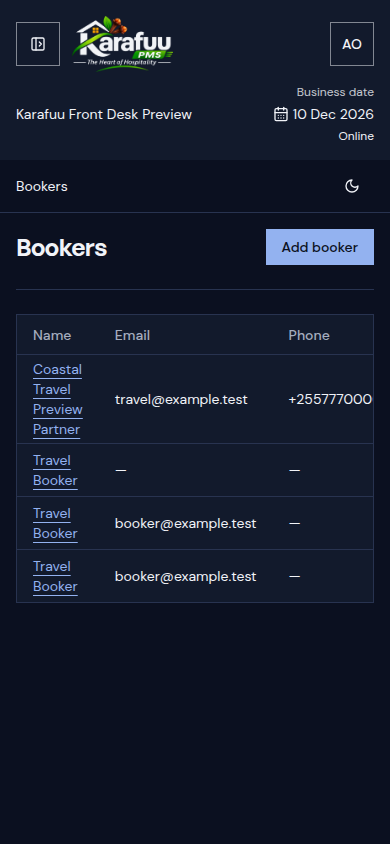 Karafuu
PMS
The Heart of Hospitality
AO
Business date
Karafuu Front Desk Preview
10 Dec 2026
Online
Bookers
Bookers
Add booker
Name Email Phone
Coastal
Travel
Preview
Partner
travel@example.test
+255777000
Travel
Booker
—
—
Travel
Booker
booker@example.test
—
Travel
Booker
booker@example.test
—